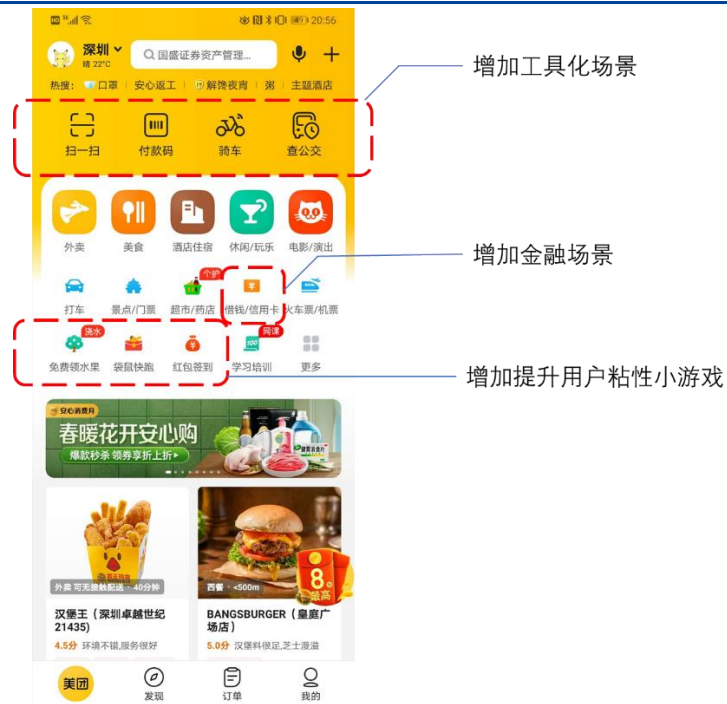 HD 20:56
深圳 国盛证券资产管理...
晴 22°C
热搜： 口罩 安心返工 解馋夜宵 粥 主题酒店
增加工具化场景
扫一扫 付款码 骑车 查公交
外卖 美食 酒店住宿 休闲/玩乐 电影/演出
增加金融场景
个护
打车 景点/门票 超市/药店 借钱/信用卡 火车票/机票
浇水 网课
100
免费领水果 袋鼠快跑 红包签到 学习培训 更多
增加提升用户粘性小游戏
安心消费月
春暖花开安心购
爆款秒杀 领券享折上折
外卖 可无接触配送 · 40分钟 西餐 · <500m
8元
最高
汉堡王（深圳卓越世纪
21435)
BANGSBURGER（皇庭广
场店）
4.5分 环境不错,服务很好 5.0分 汉堡料很足,芝士漫溢
美团 发现 订单 我的